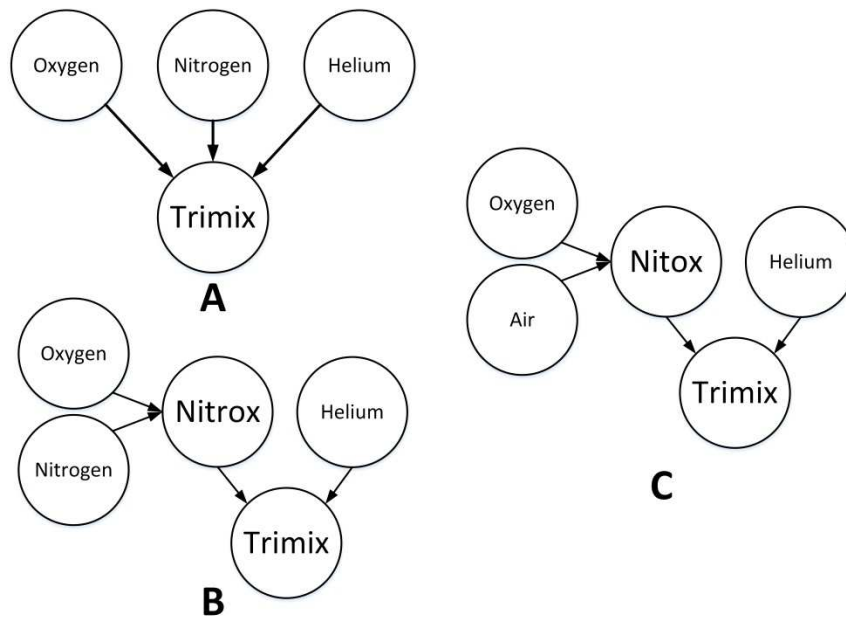 Oxygen
Nitrogen
Helium
Trimix
A
Oxygen
Nitrogen
Nitrox
Helium
Trimix
B
Oxygen
Air
Nitox
Helium
Trimix
C